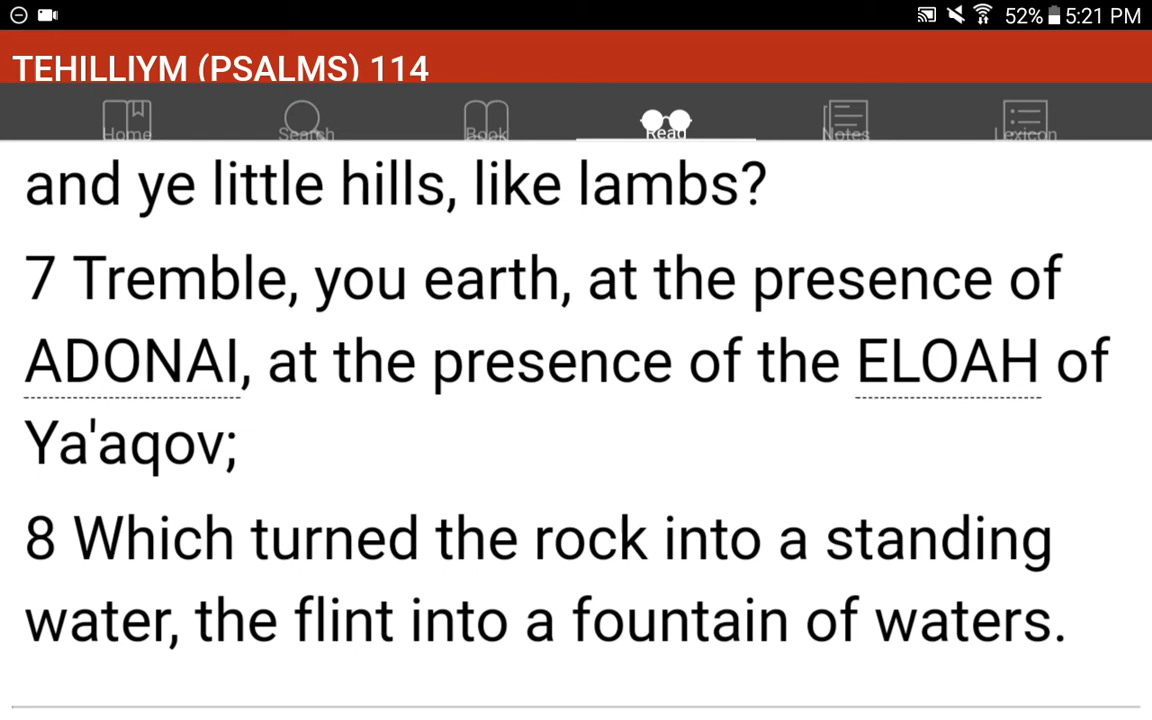 52% 5:21 PM
TEHILLIYM (PSALMS) 114
Home Search Book Read Notes Lexicon
and ye little hills, like lambs?
7 Tremble, you earth, at the presence of
ADONAI, at the presence of the ELOAH of
Ya'aqov;
8 Which turned the rock into a standing
water, the flint into a fountain of waters.